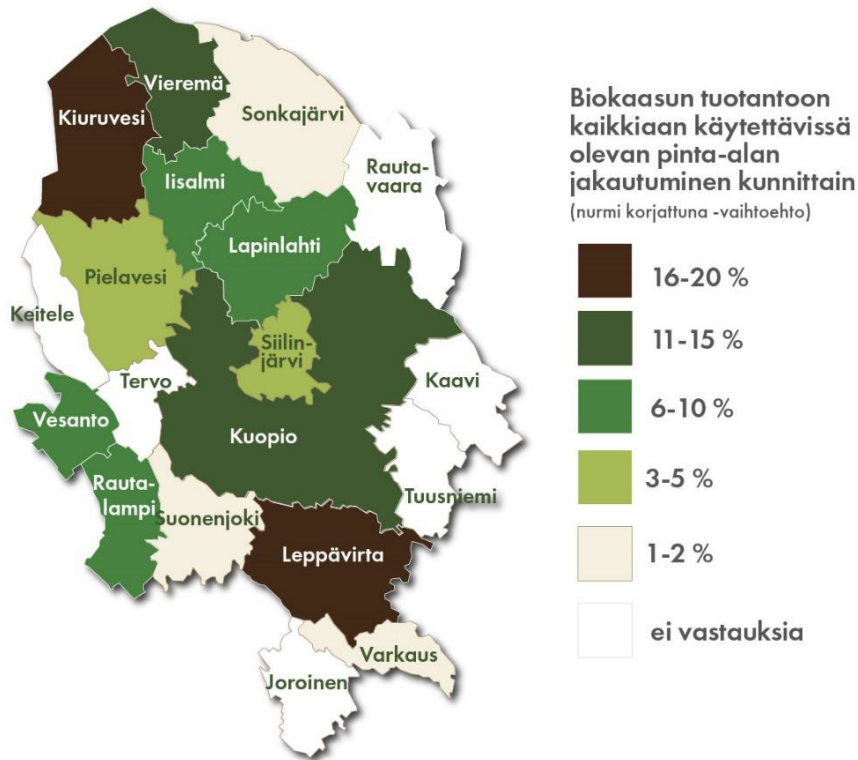 Vieremä
Kiuruvesi
Sonkajärvi
Rauta-
vaara
Iisalmi
Lapinlahti
Pielavesi
Keitele
Siilin-
järvi
Tervo
Kaavi
Vesanto
Kuopio
Rauta-
lampi
Suonenjoki
Tuusniemi
Leppävirta
Varkaus
Joroinen
Biokaasun tuotantoon
kaikkiaan käytettävissä
olevan pinta-alan
jakautuminen kunnittain
(nurmi korjattuna -vaihtoehto)
16-20 %
11-15 %
6-10 %
3-5 %
1-2 %
ei vastauksia